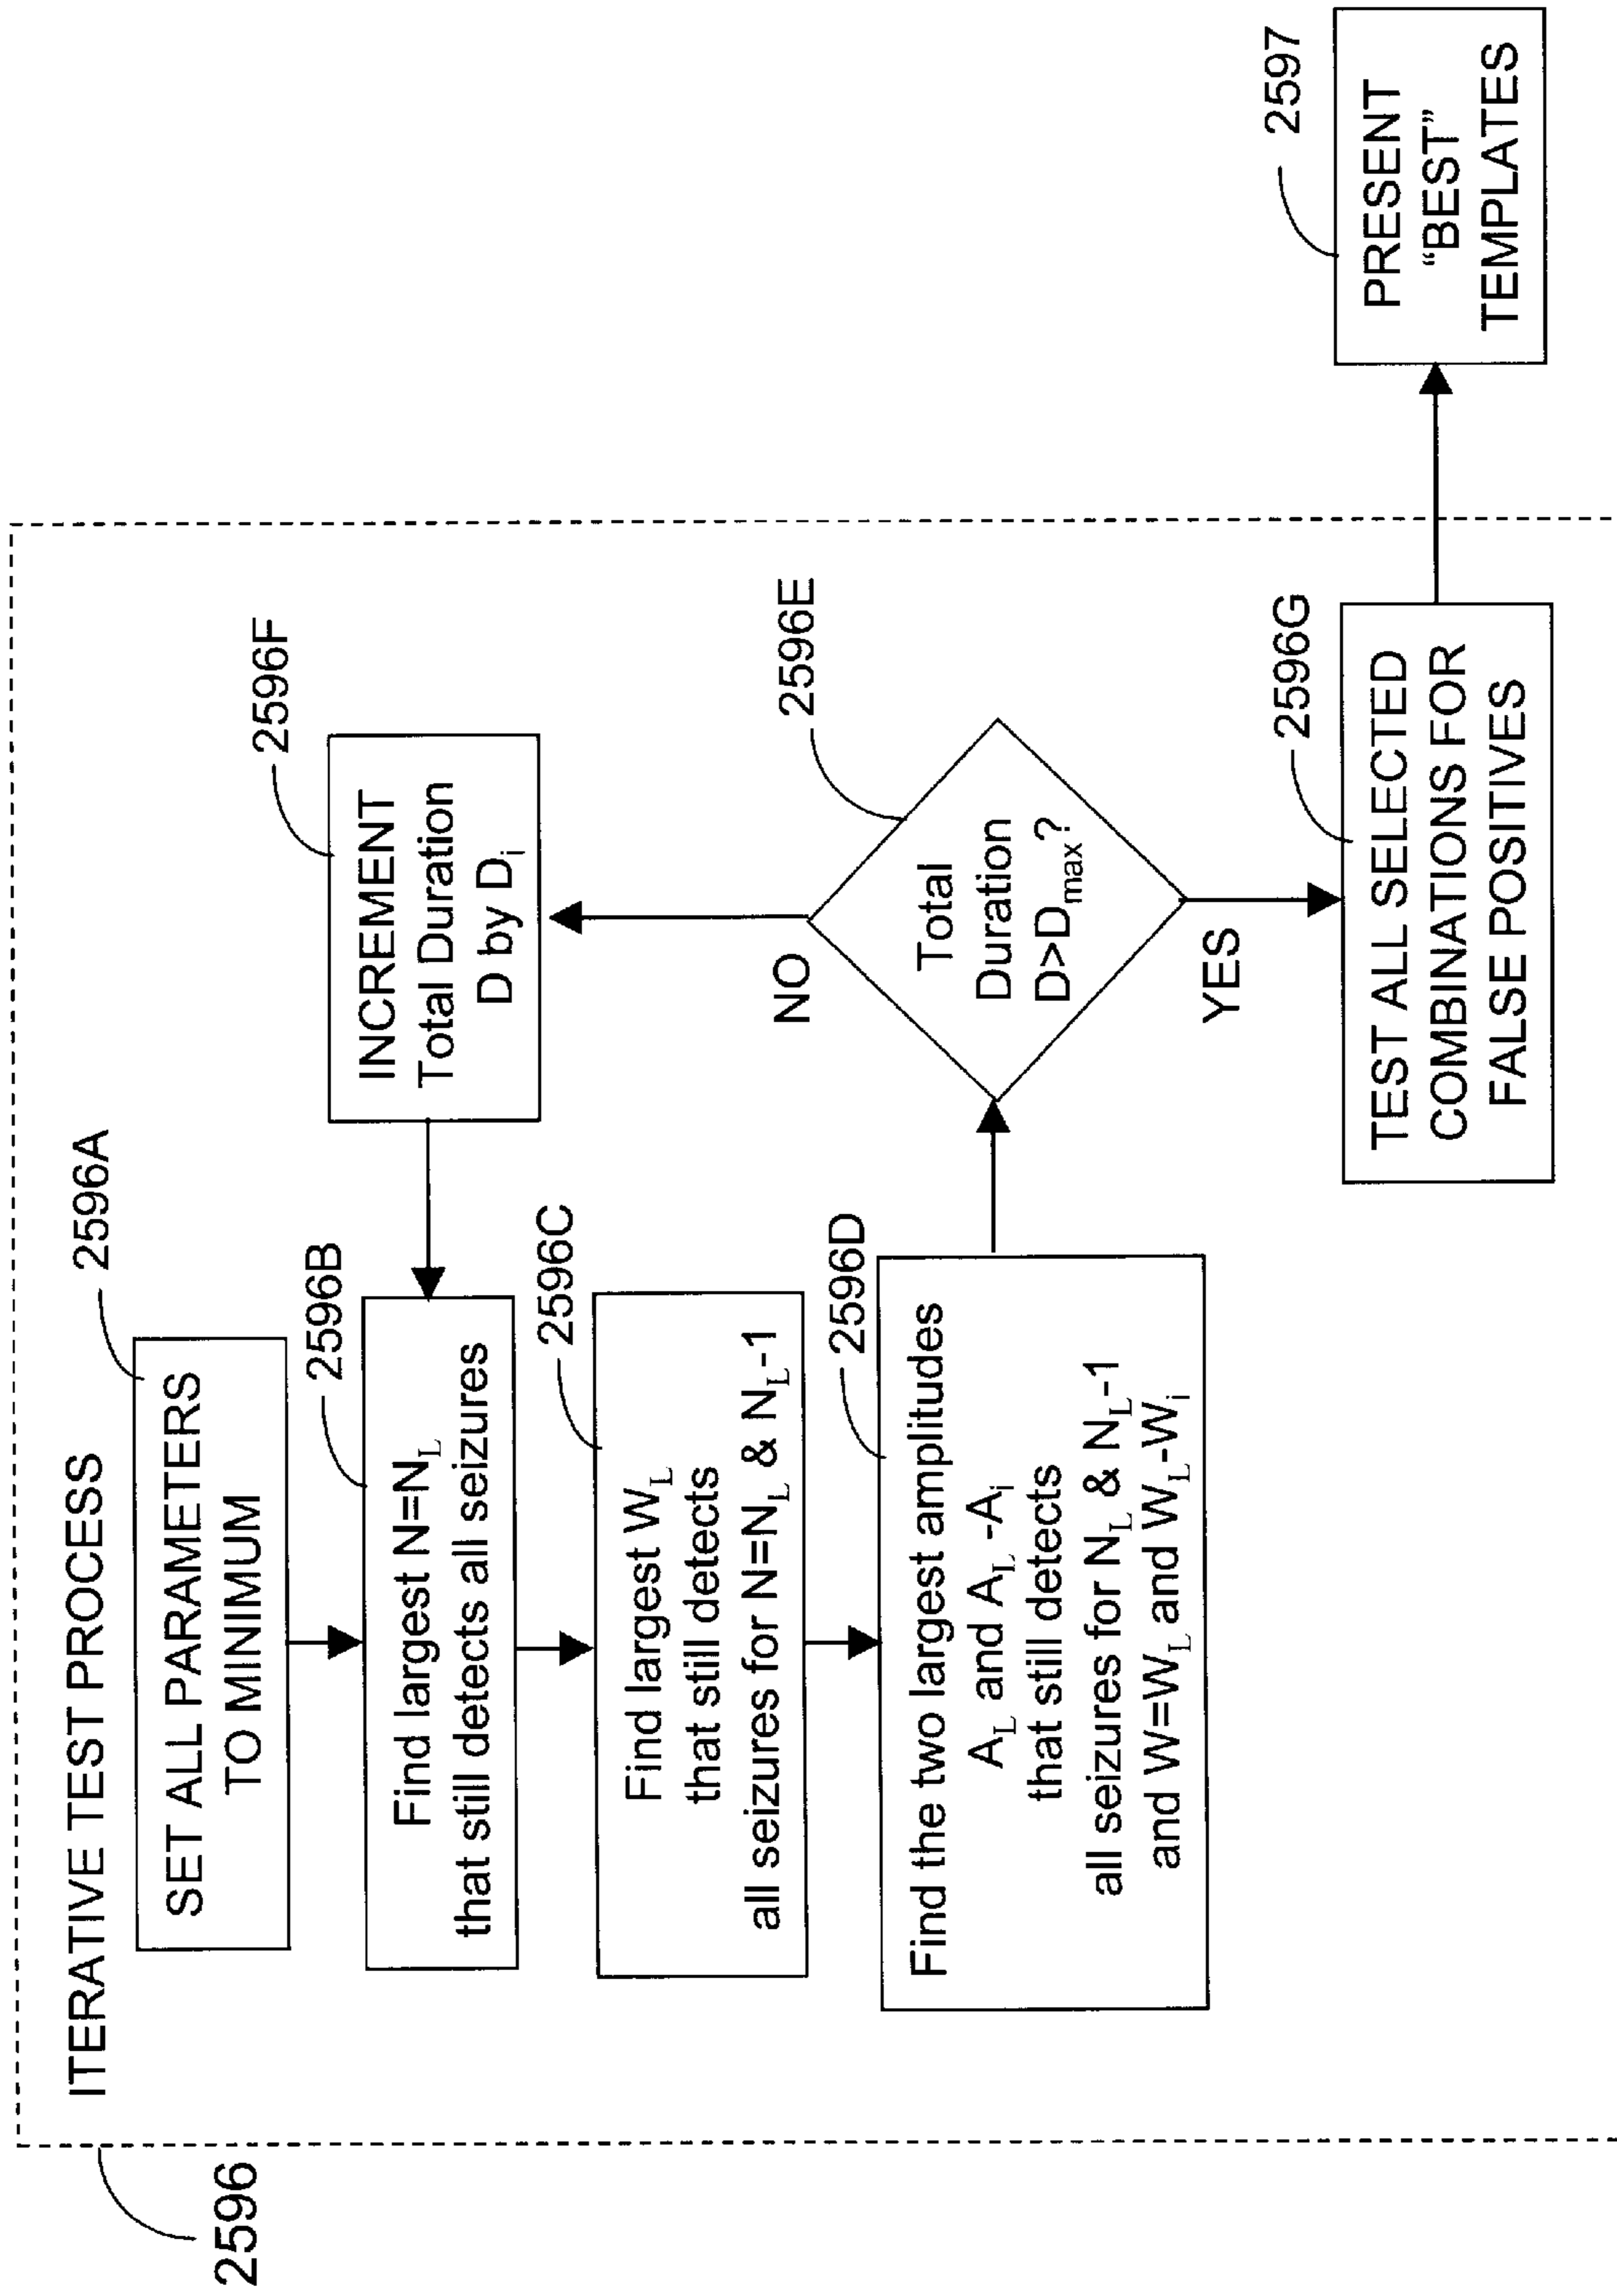 2596
ITERATIVE TEST PROCESS
2596A
SET ALL PARAMETERS
TO MINIMUM
2596B
Find largest N=N_L
that still detects all seizures
2596C
Find largest W_L
that still detects
all seizures for N=N_L & N_L-1
2596D
Find the two largest amplitudes
A_L and A_L -A_i
that still detects
all seizures for N_L & N_L-1
and W=W_L and W_L-W_i
2596F
INCREMENT
Total Duration
D by D_i
NO
2596E
Total
Duration
D>D_max?
YES
2596G
TEST ALL SELECTED
COMBINATIONS FOR
FALSE POSITIVES
2597
PRESENT
“BEST”
TEMPLATES